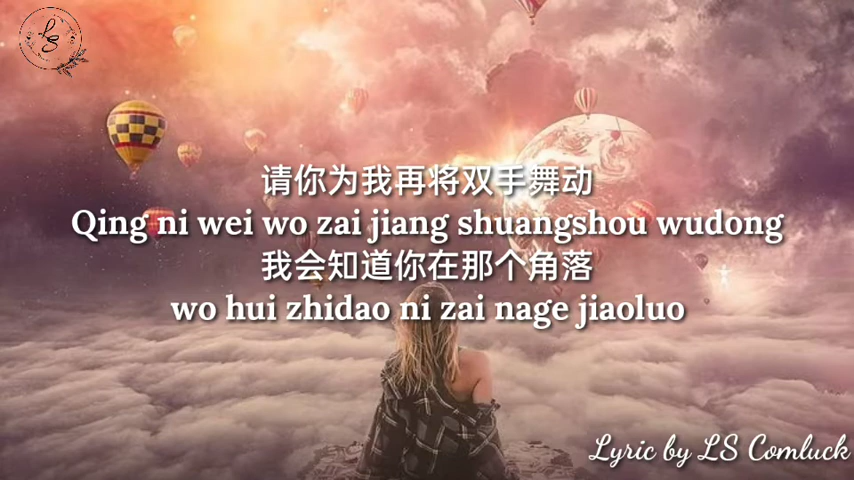 LS
请你为我再将双手舞动
Qing ni wei wo zai jiang shuangshou wudong
我会知道你在那个角落
wo hui zhidao ni zai nage jiaoluo
Lyric by LS Comluck